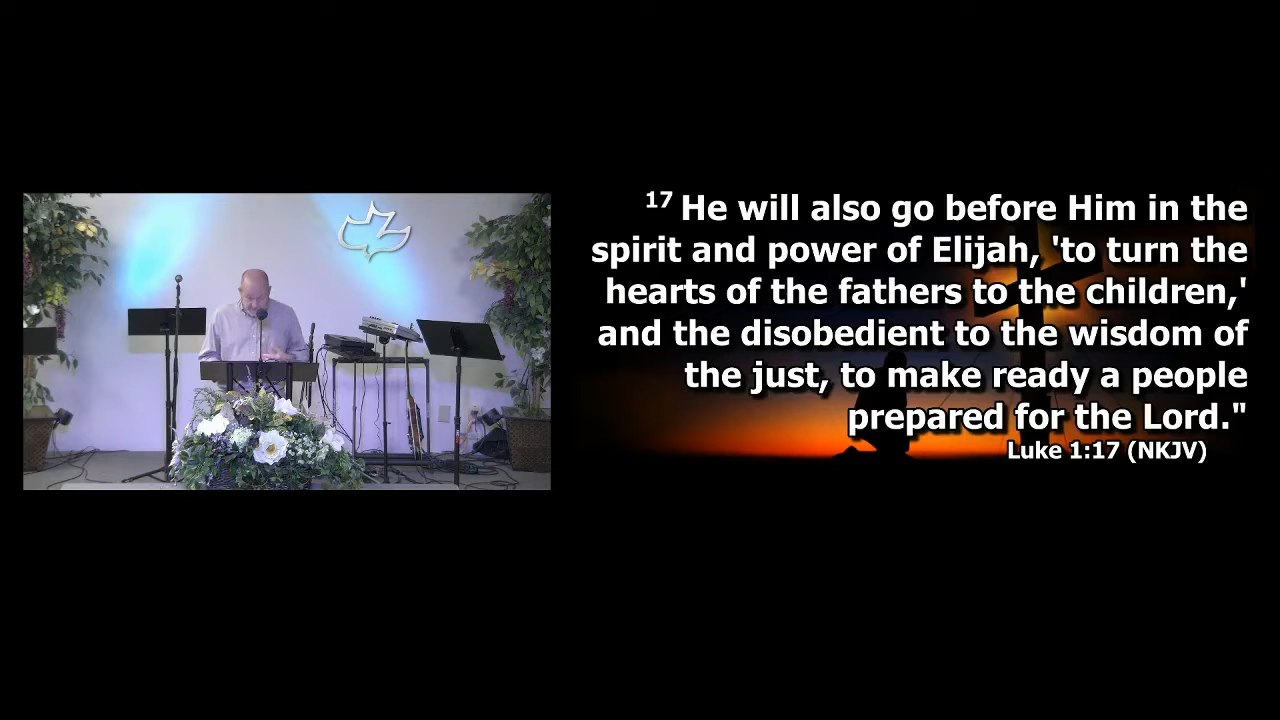 17 He will also go before Him in the
spirit and power of Elijah, 'to turn the
hearts of the fathers to the children,'
and the disobedient to the wisdom of
the just, to make ready a people
prepared for the Lord."
Luke 1:17 (NKJV)